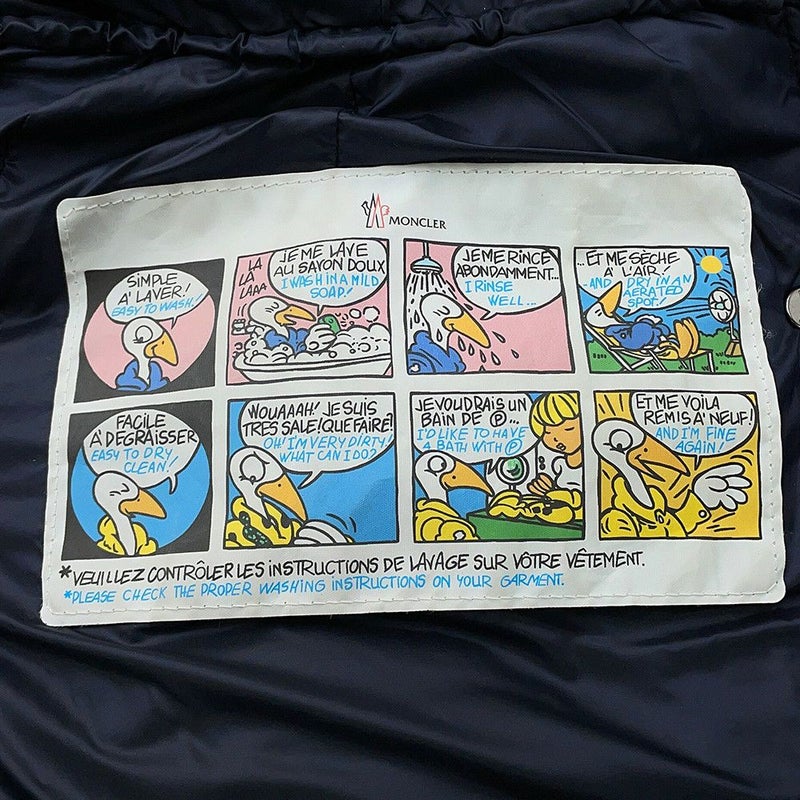 MONCLER
SIMPLE
A' LAVER!
EASY TO WASH!
LA
LA
LAAA
JE ME LAVE
AU SAVON DOUX
I WASH IN A MILD
SOAP!
JE ME RINCE
ABONDAMMENT...
I RINSE
WELL...
..ET ME SÈCHE
A' L'AIR!
..AND DRY IN AN
AERATED
SPOT!
FACILE
A' DEGRAISSER
EASY TO DRY
CLEAN!
WOUAAAH! JE SUIS
TRES SALE! QUE FAIRE?
OH! I'M VERY DIRTY!
WHAT CAN I DO?
JE VOUDRAIS UN
BAIN DE Ⓟ...
I'D LIKE TO HAVE
A BATH WITH Ⓟ
ET ME VOILA
REMIS A' NEUF!
AND I'M FINE
AGAIN!
*VEUILLEZ CONTRÔLER LES INSTRUCTIONS DE LAVAGE SUR VÔTRE VÊTEMENT.
*PLEASE CHECK THE PROPER WASHING INSTRUCTIONS ON YOUR GARMENT.